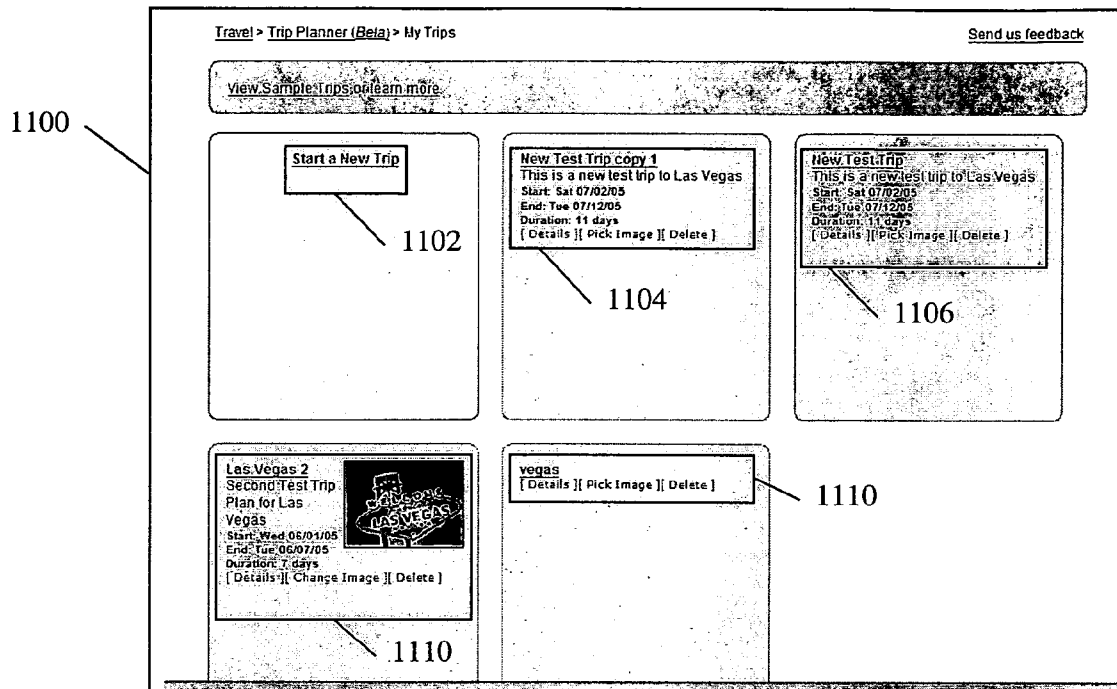 Travel > Trip Planner (Beta) > My Trips
Send us feedback
View Sample Trips or learn more
1100
Start a New Trip
1102
New Test Trip copy 1
This is a new test trip to Las Vegas
Start: Sat 07/02/05
End: Tue 07/12/05
Duration: 11 days
[ Details ][ Pick Image ][ Delete ]
1104
New Test Trip
This is a new test trip to Las Vegas
Start: Sat 07/02/05
End: Tue 07/12/05
Duration: 11 days
[ Details ][ Pick Image ][ Delete ]
1106
Las Vegas 2
Second Test Trip
Plan for Las
Vegas
Start: Wed 06/01/05
End: Tue 06/07/05
Duration: 7 days
[ Details ][ Change Image ][ Delete ]
WELCOME
LAS VEGAS
1110
vegas
[ Details ][ Pick Image ][ Delete ]
1110